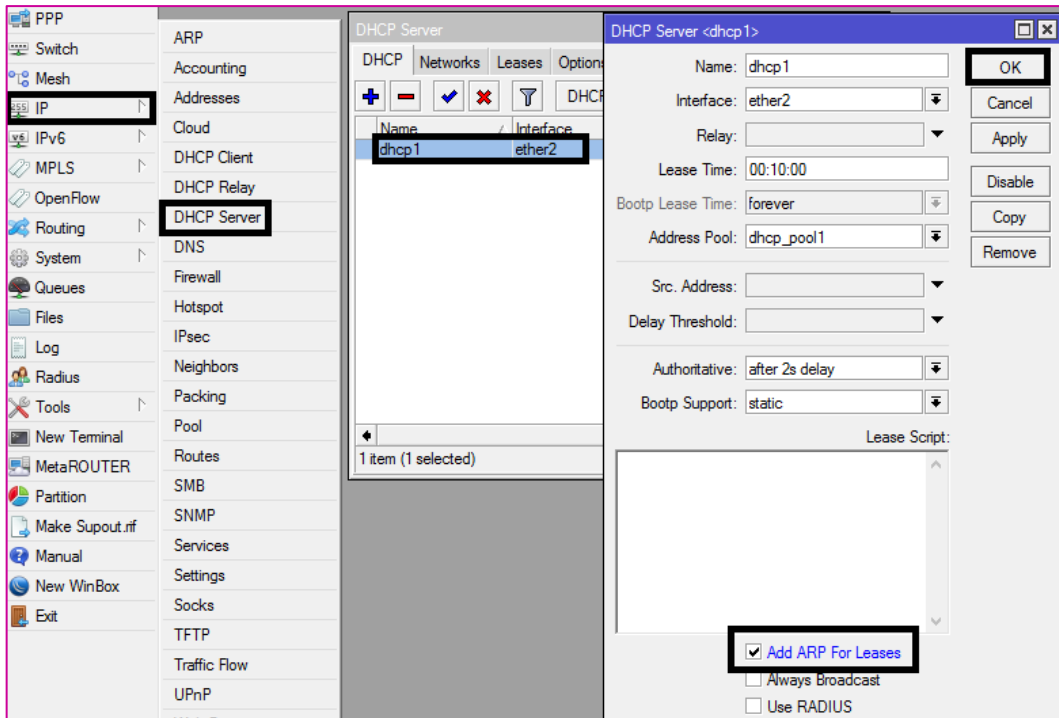 PPP
Switch
Mesh
IP
IPv6
MPLS
OpenFlow
Routing
System
Queues
Files
Log
Radius
Tools
New Terminal
MetaROUTER
Partition
Make Supout.rif
Manual
New WinBox
Exit
ARP
Accounting
Addresses
Cloud
DHCP Client
DHCP Relay
DHCP Server
DNS
Firewall
Hotspot
IPsec
Neighbors
Packing
Pool
Routes
SMB
SNMP
Services
Settings
Socks
TFTP
Traffic Flow
UPnP
DHCP Server
DHCP Networks Leases Options
DHCP
Name Interface
dhcp1 ether2
1 item (1 selected)
DHCP Server <dhcp1>
Name: dhcp1
Interface: ether2
Relay:
Lease Time: 00:10:00
Bootp Lease Time: forever
Address Pool: dhcp_pool1
Src. Address:
Delay Threshold:
Authoritative: after 2s delay
Bootp Support: static
Lease Script:
Add ARP For Leases
Always Broadcast
Use RADIUS
OK
Cancel
Apply
Disable
Copy
Remove